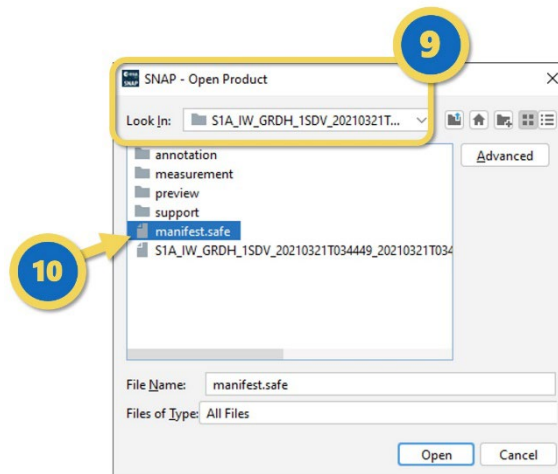 9
SNAP - Open Product
Look In: S1A_IW_GRDH_1SDV_20210321T...
Advanced
annotation
measurement
preview
support
manifest.safe
S1A_IW_GRDH_1SDV_20210321T034449_20210321T034
10
File Name: manifest.safe
Files of Type: All Files
Open Cancel